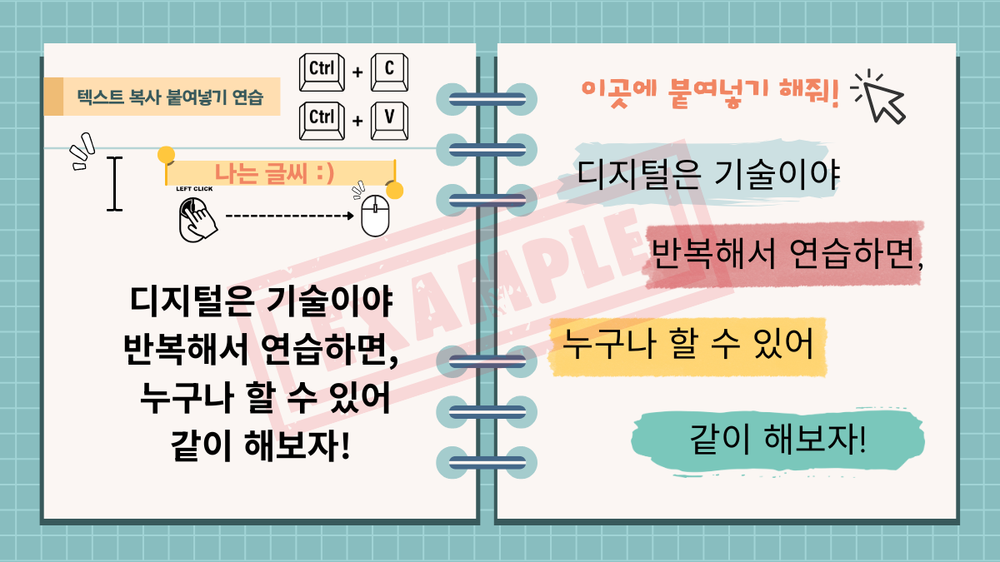 텍스트 복사 붙여넣기 연습
Ctrl + C
Ctrl + V
나는 글씨 :)
LEFT CLICK
디지털은 기술이야
반복해서 연습하면,
누구나 할 수 있어
같이 해보자!
이곳에 붙여넣기 해줘!
디지털은 기술이야
반복해서 연습하면,
누구나 할 수 있어
같이 해보자!
EXAMPLE